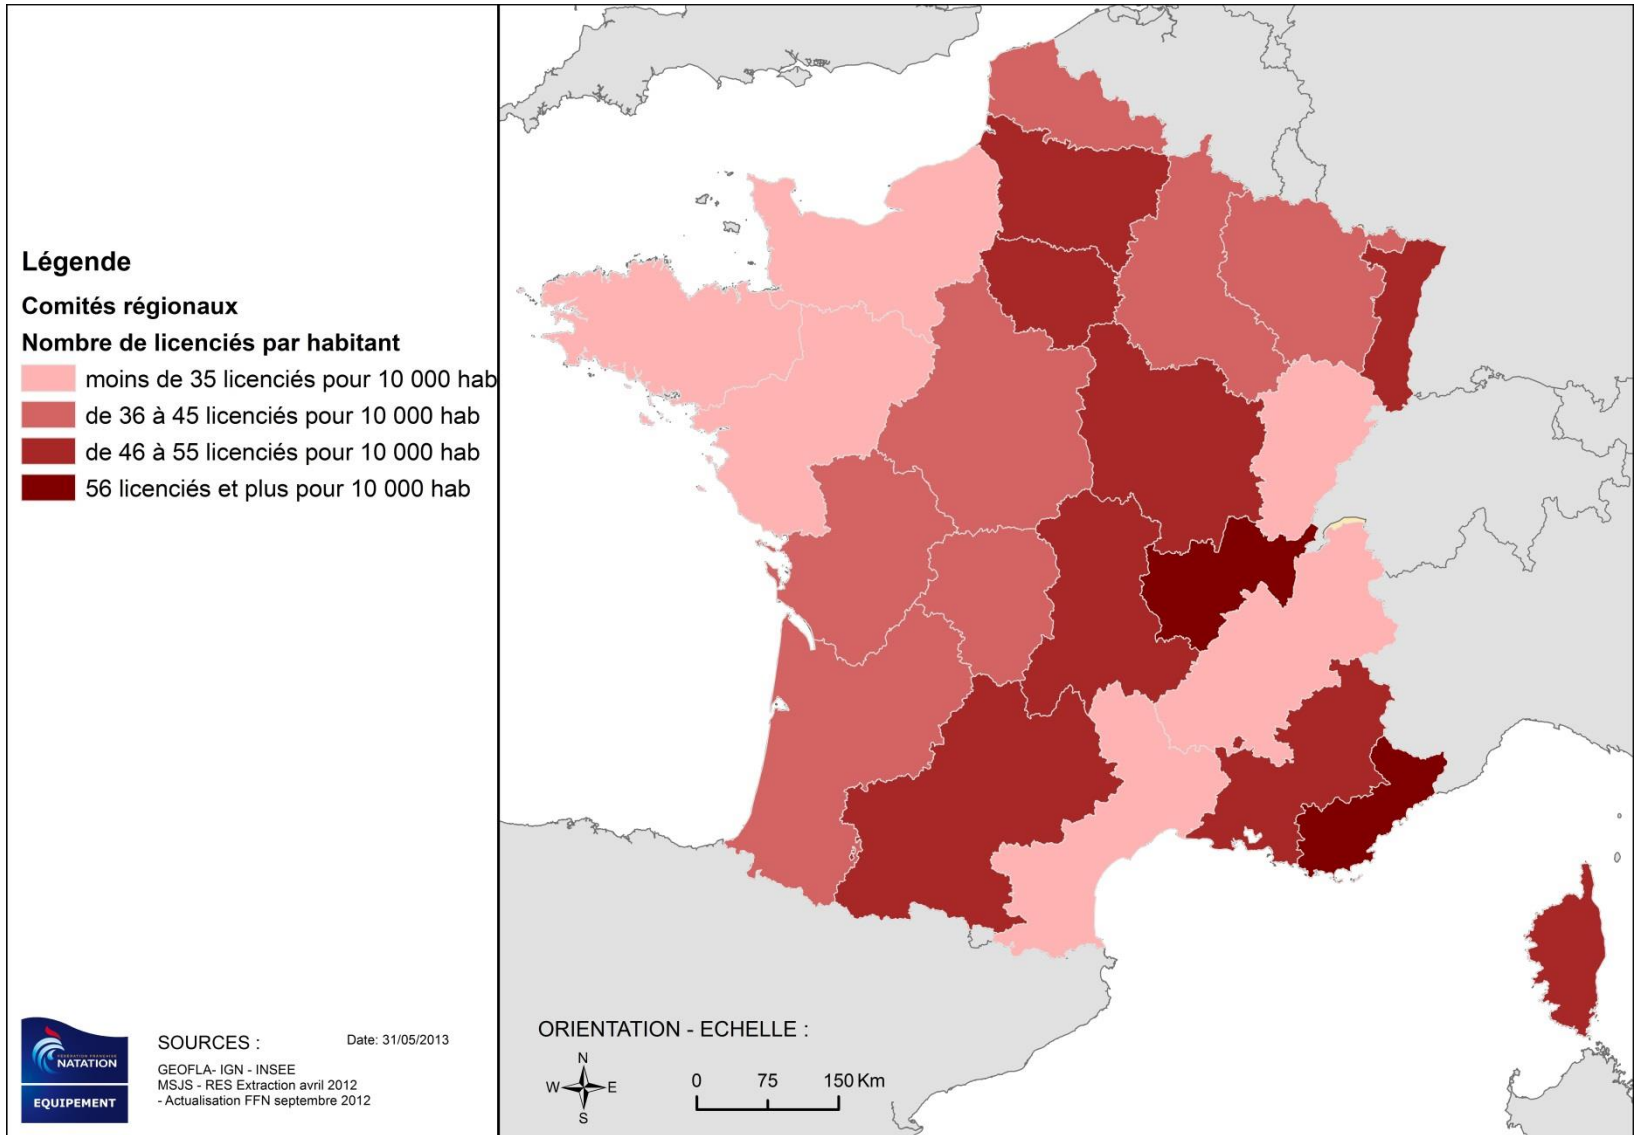 Légende
Comités régionaux
Nombre de licenciés par habitant
moins de 35 licenciés pour 10 000 hab
de 36 à 45 licenciés pour 10 000 hab
de 46 à 55 licenciés pour 10 000 hab
56 licenciés et plus pour 10 000 hab
FÉDÉRATION FRANÇAISE
NATATION
EQUIPEMENT
SOURCES :
Date: 31/05/2013
GEOFLA- IGN - INSEE
MSJS - RES Extraction avril 2012
- Actualisation FFN septembre 2012
ORIENTATION - ECHELLE :
N
W E
S
0 75 150 Km